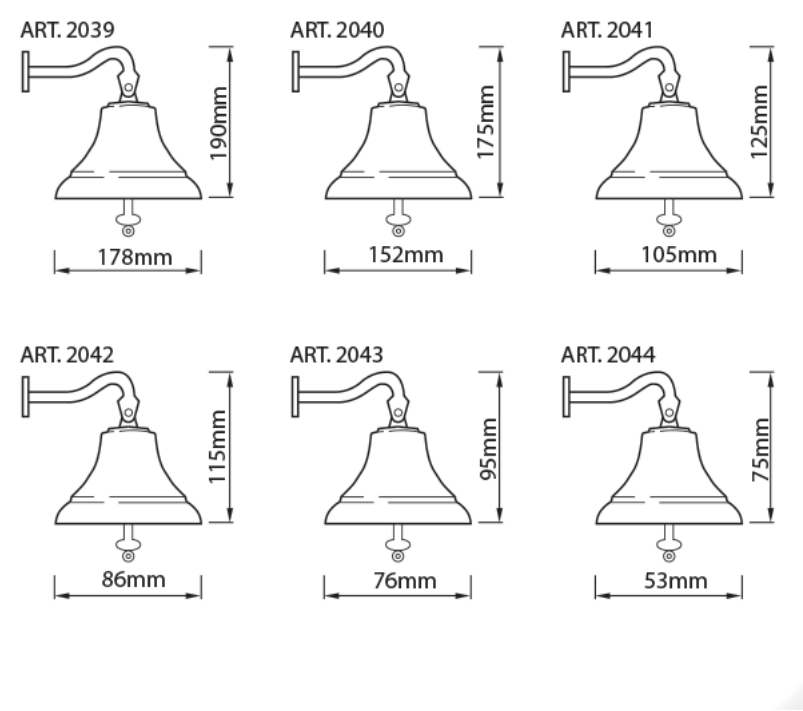 ART. 2039
ART. 2040
ART. 2041
190mm
175mm
125mm
178mm
152mm
105mm
ART. 2042
ART. 2043
ART. 2044
115mm
95mm
75mm
86mm
76mm
53mm